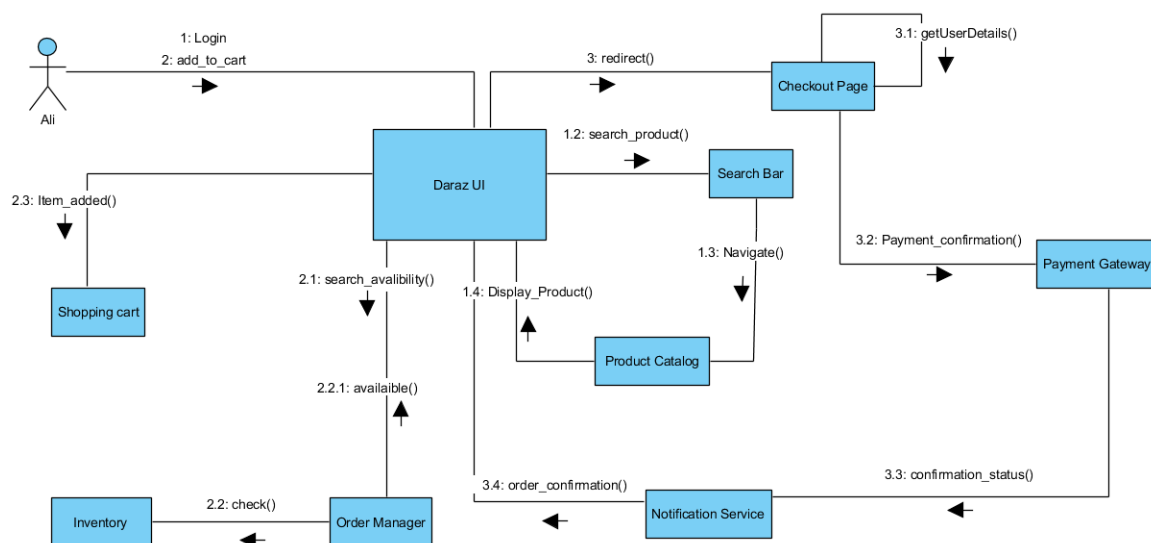 1: Login
3.1: getUserDetails()
2: add_to_cart
3: redirect()
Checkout Page
Ali
1.2: search_product()
Search Bar
Daraz UI
2.3: Item_added()
3.2: Payment_confirmation()
1.3: Navigate()
Payment Gateway
2.1: search_avalibility()
1.4: Display_Product()
Shopping cart
Product Catalog
2.2.1: availaible()
3.3: confirmation_status()
3.4: order_confirmation()
2.2: check()
Inventory
Order Manager
Notification Service